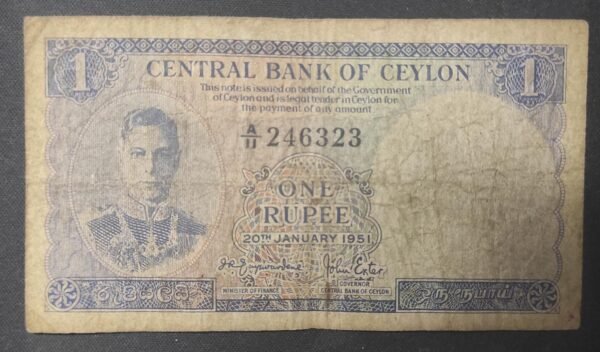 1 CENTRAL BANK OF CEYLON 1
This note is issued on behalf of the Government
of Ceylon and is legal tender in Ceylon for
the payment of any amount
A/11 246323
ONE
RUPEE
20TH JANUARY 1951
MINISTER OF FINANCE
GOVERNOR
CENTRAL BANK OF CEYLON
රුපියලයි
ஒரு ரூபாய்